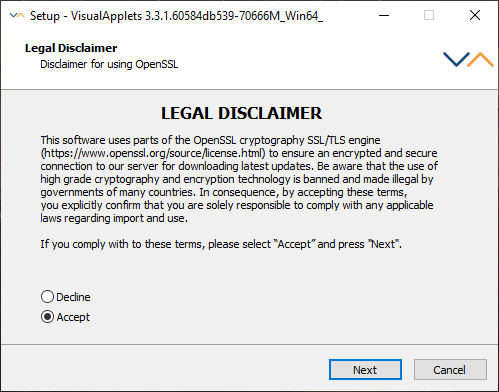 Setup - VisualApplets 3.3.1.60584db539-70666M_Win64_
Legal Disclaimer
Disclaimer for using OpenSSL
LEGAL DISCLAIMER
This software uses parts of the OpenSSL cryptography SSL/TLS engine
(https://www.openssl.org/source/license.html) to ensure an encrypted and secure
connection to our server for downloading latest updates. Be aware that the use of
high grade cryptography and encryption technology is banned and made illegal by
governments of many countries. In consequence, by accepting these terms,
you explicitly confirm that you are solely responsible to comply with any applicable
laws regarding import and use.
If you comply with to these terms, please select “Accept” and press "Next".
Decline
Accept
Next
Cancel